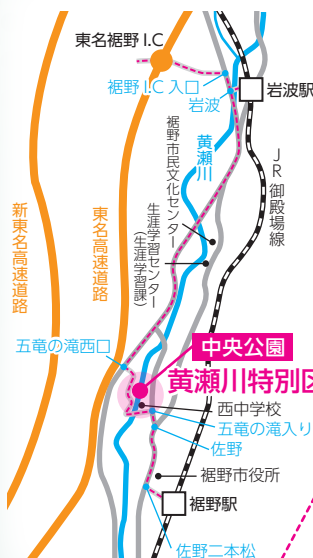 東名裾野I.C
裾野I.C入口
岩波
岩波駅
黄瀬川
裾野市民文化センター
JR御殿場線
生涯学習センター
(生涯学習課)
新東名高速道路
東名高速道路
五竜の滝西口
中央公園
黄瀬川特別区
西中学校
五竜の滝入り
佐野
裾野市役所
裾野駅
佐野二本松